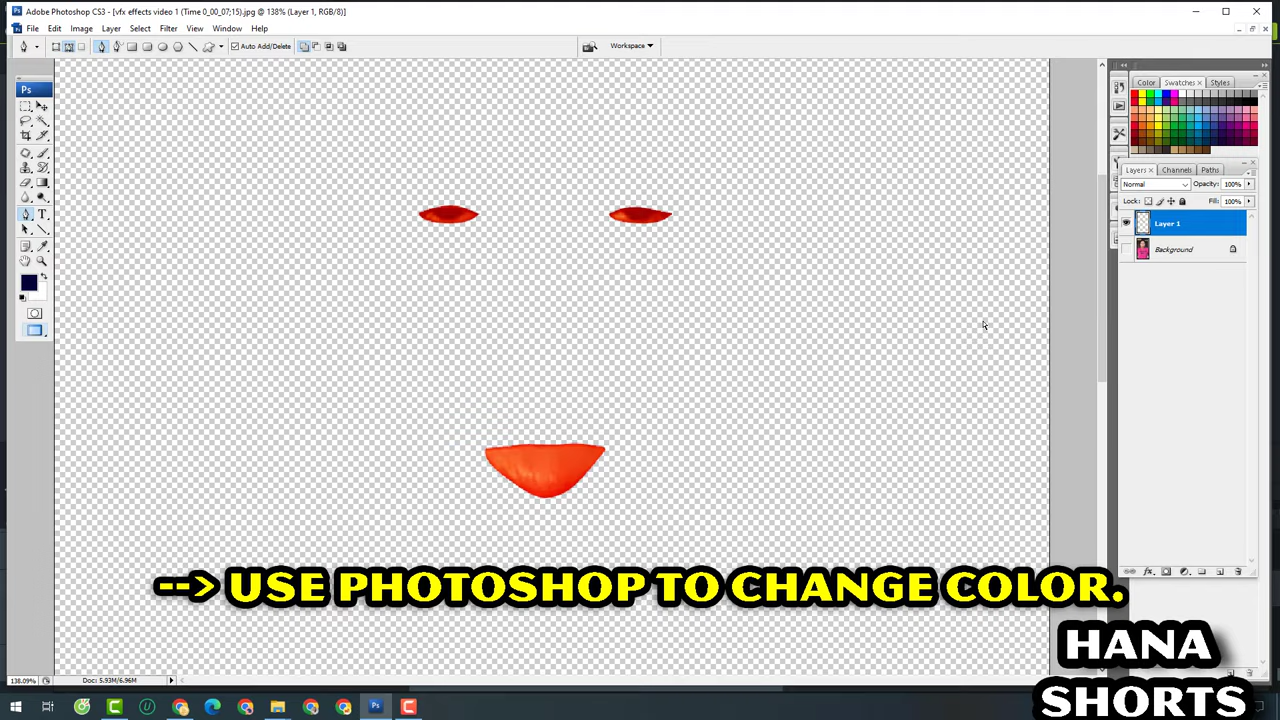 Adobe Photoshop CS3 - [vfx effects video 1 (Time 0_00_07;15).jpg @ 138% (Layer 1, RGB/8)]
File Edit Image Layer Select Filter View Window Help
Auto Add/Delete Workspace
Ps
Color Swatches x Styles
Layers x Channels Paths
Normal Opacity: 100%
Lock: Fill: 100%
Layer 1
Background
T
--> USE PHOTOSHOP TO CHANGE COLOR.
HANA
SHORTS
138.09% Doc: 5.93M/6.96M
Ps